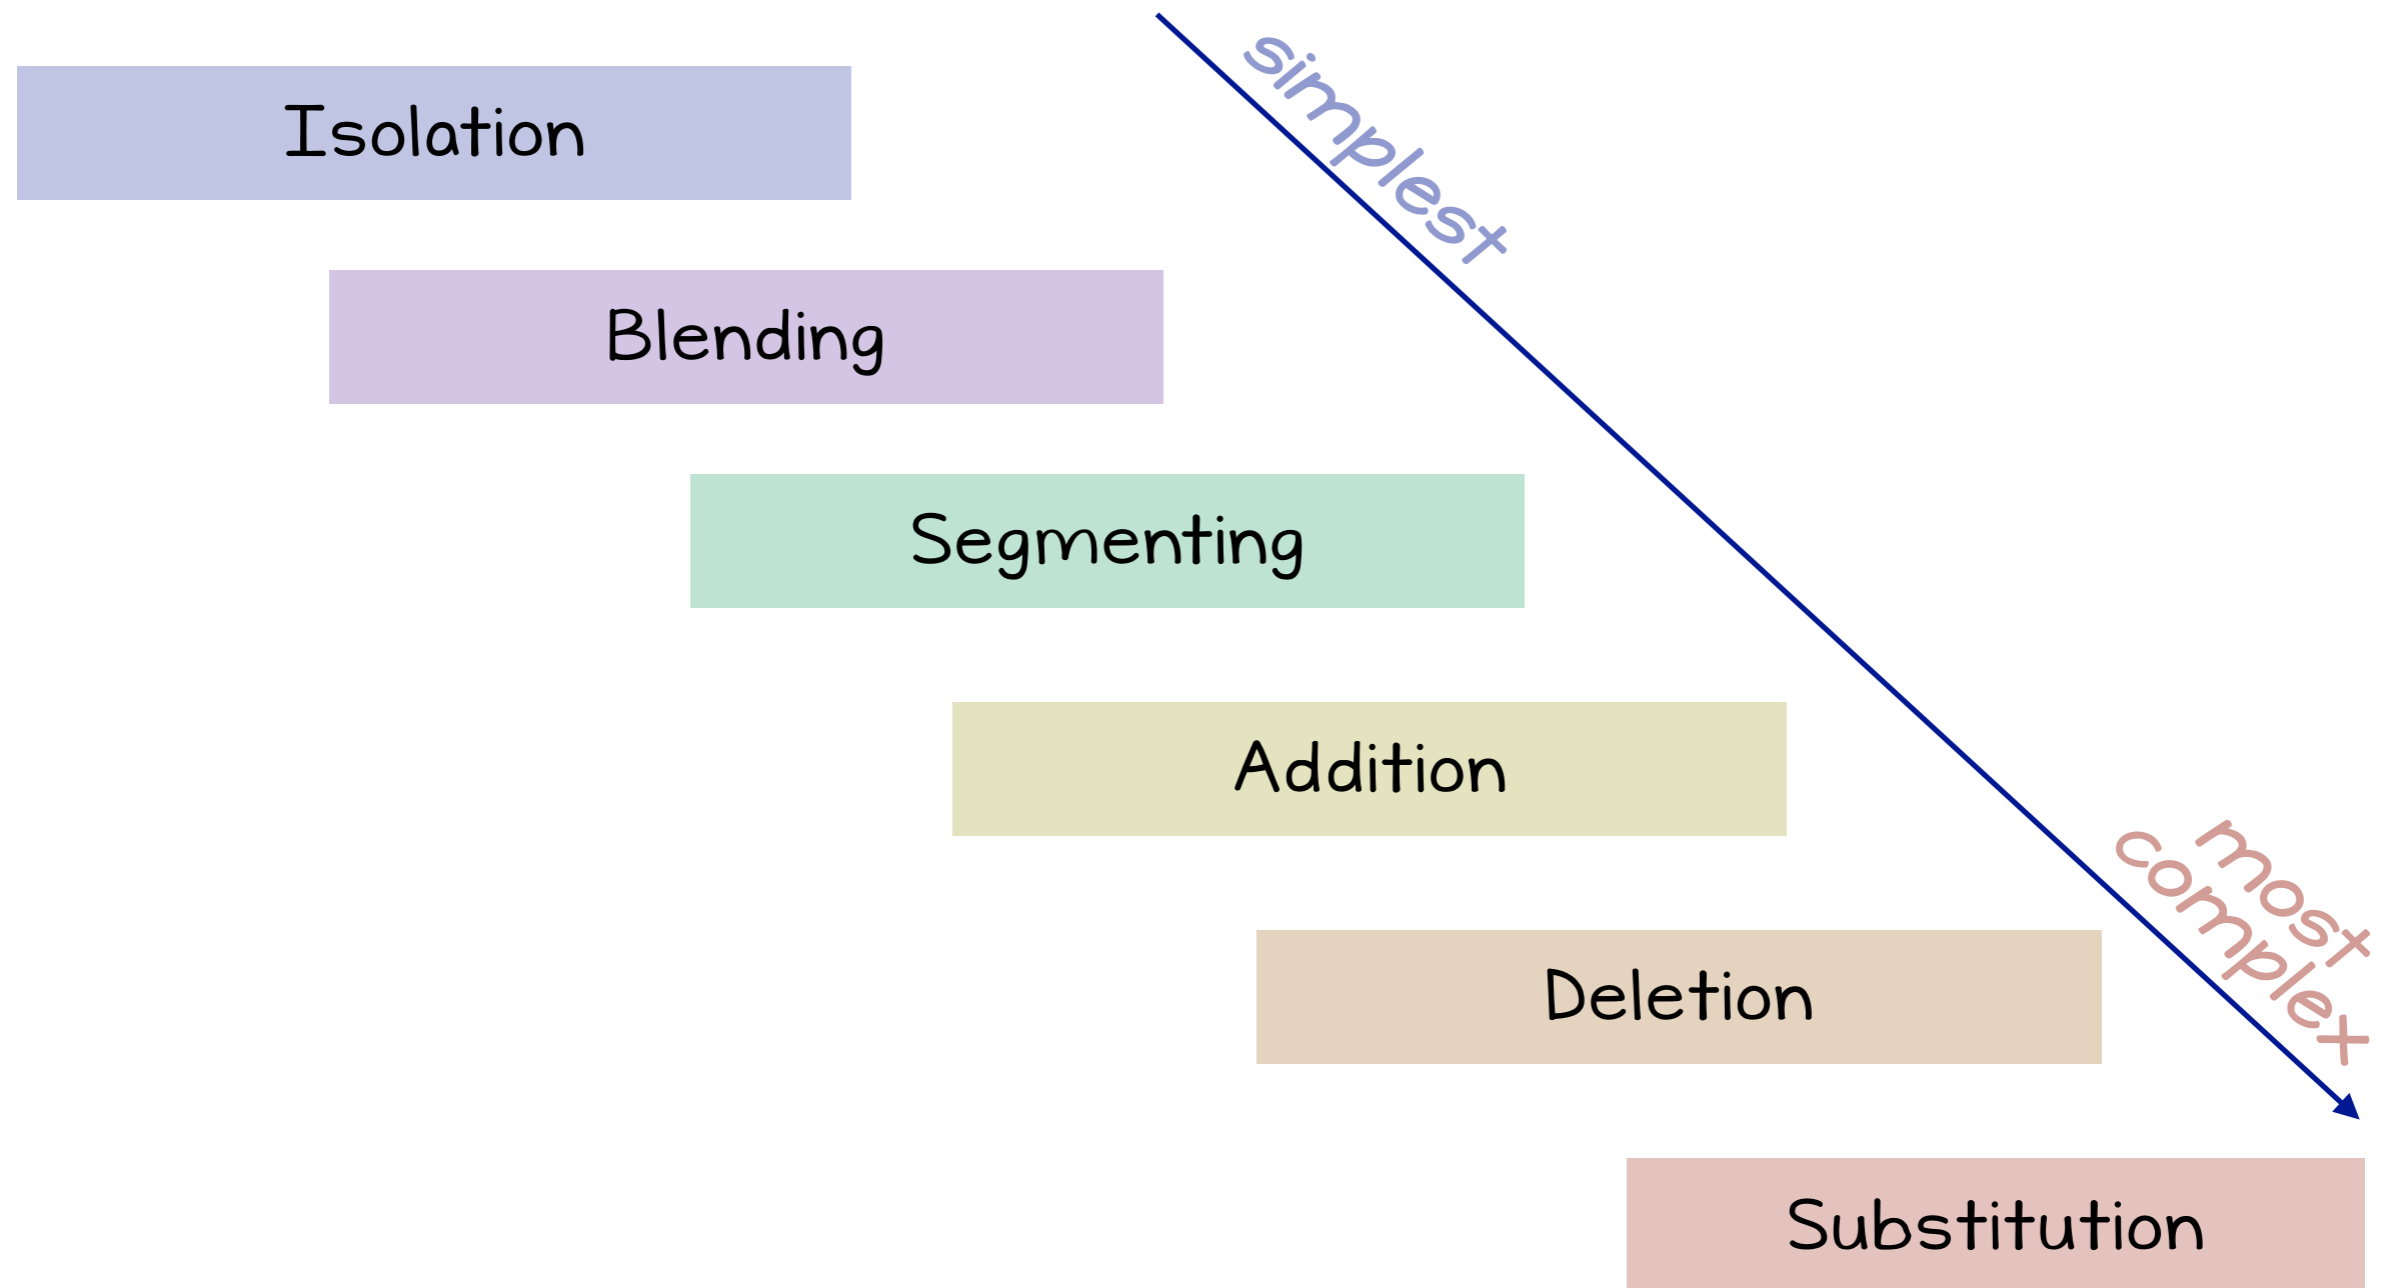 simplest
Isolation
Blending
Segmenting
Addition
most
complex
Deletion
Substitution